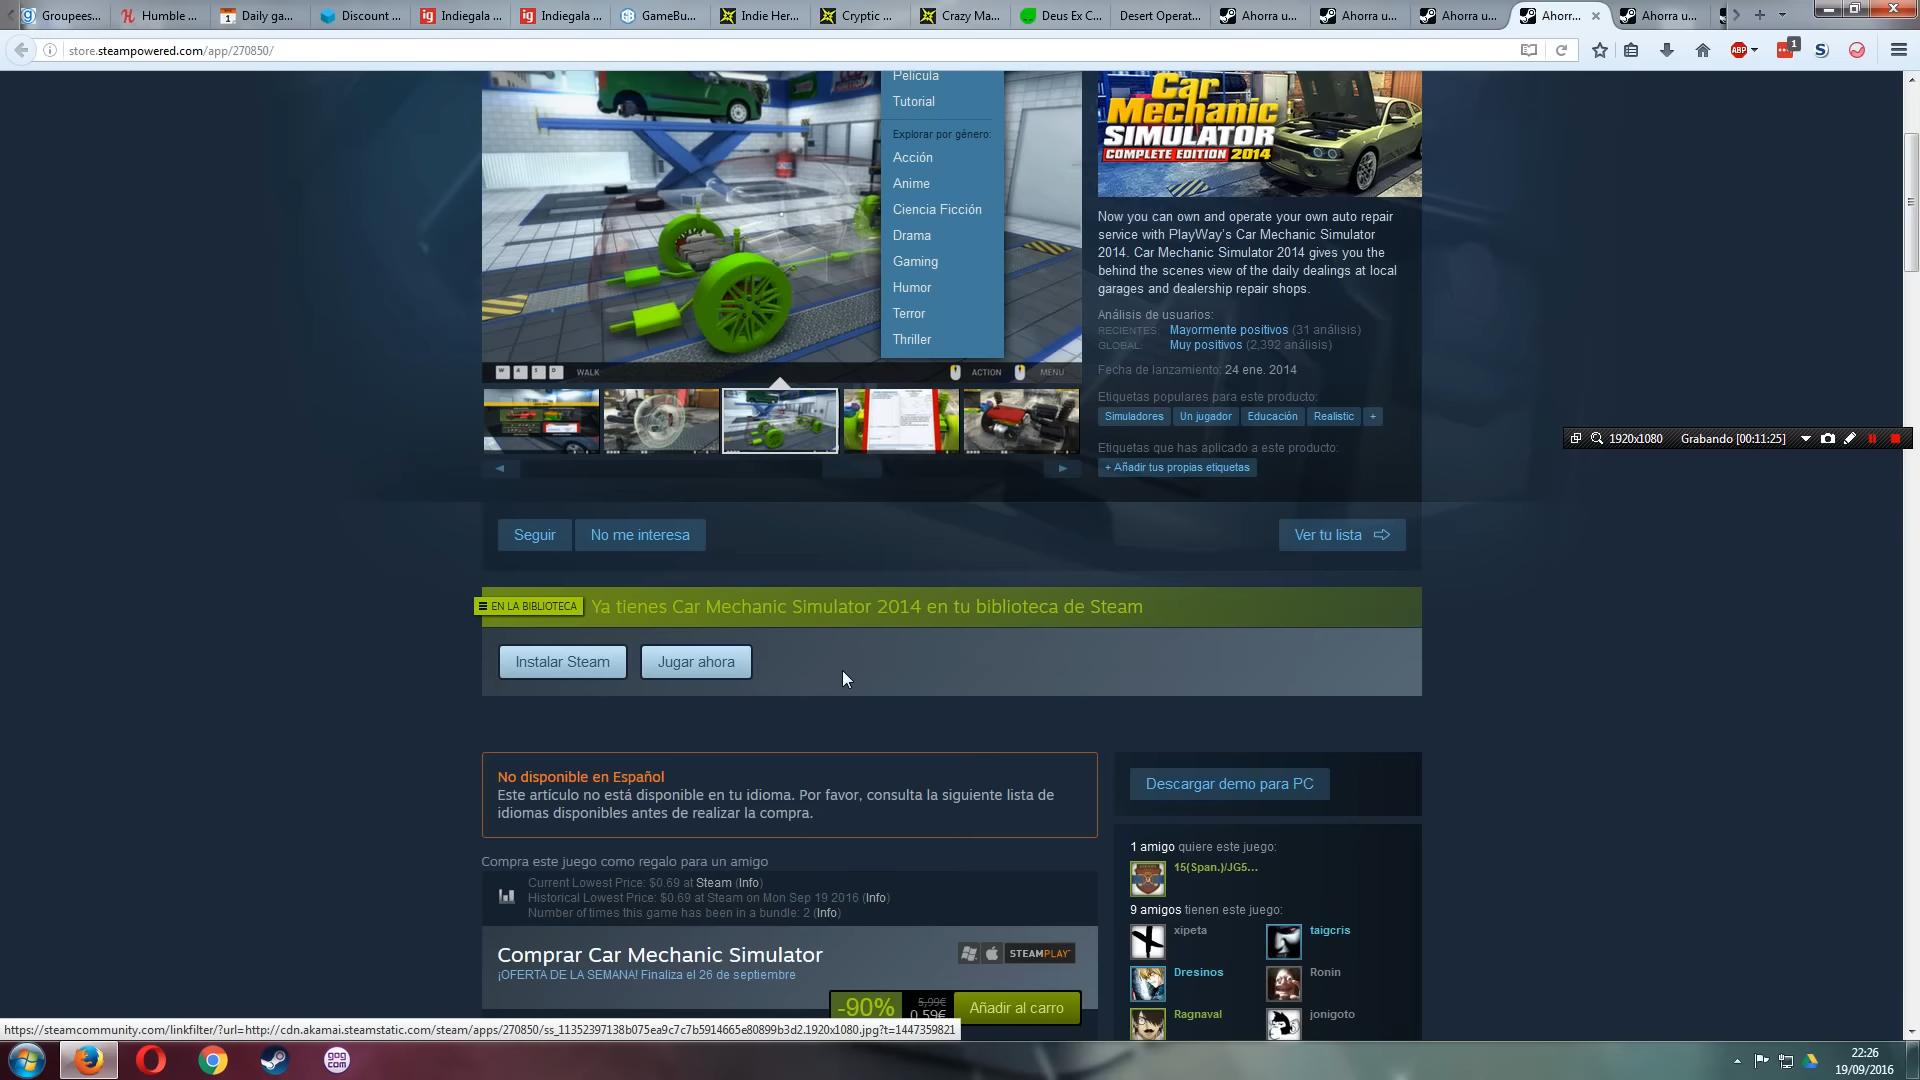 Groupees...
Humble ...
Daily ga...
Discount ...
Indiegala ...
Indiegala ...
GameBu...
Indie Her...
Cryptic ...
Crazy Ma...
Deus Ex C...
Desert Operat...
Ahorra u...
Ahorra u...
Ahorra u...
Ahorr...
Ahorra u...
store.steampowered.com/app/270850/
ABP
1
Película
Tutorial
Explorar por género:
Acción
Anime
Ciencia Ficción
Drama
Gaming
Humor
Terror
Thriller
W A S D WALK
ACTION
MENU
Car
Mechanic
SIMULATOR
COMPLETE EDITION 2014
Now you can own and operate your own auto repair
service with PlayWay's Car Mechanic Simulator
2014. Car Mechanic Simulator 2014 gives you the
behind the scenes view of the daily dealings at local
garages and dealership repair shops.
Análisis de usuarios:
RECIENTES: Mayormente positivos (31 análisis)
GLOBAL: Muy positivos (2,392 análisis)
Fecha de lanzamiento: 24 ene. 2014
Etiquetas populares para este producto:
Simuladores Un jugador Educación Realistic +
Etiquetas que has aplicado a este producto:
+ Añadir tus propias etiquetas
1920x1080 Grabando [00:11:25]
Seguir
No me interesa
Ver tu lista
EN LA BIBLIOTECA
Ya tienes Car Mechanic Simulator 2014 en tu biblioteca de Steam
Instalar Steam
Jugar ahora
No disponible en Español
Este artículo no está disponible en tu idioma. Por favor, consulta la siguiente lista de
idiomas disponibles antes de realizar la compra.
Compra este juego como regalo para un amigo
Current Lowest Price: $0.69 at Steam (Info)
Historical Lowest Price: $0.69 at Steam on Mon Sep 19 2016 (Info)
Number of times this game has been in a bundle: 2 (Info)
Comprar Car Mechanic Simulator
STEAMPLAY
¡OFERTA DE LA SEMANA! Finaliza el 26 de septiembre
-90%
5,99€
0,59€
Añadir al carro
Descargar demo para PC
1 amigo quiere este juego:
15(Span.)/JG5...
9 amigos tienen este juego:
xipeta
taigcris
Dresinos
Ronin
Ragnaval
jonigoto
https://steamcommunity.com/linkfilter/?url=http://cdn.akamai.steamstatic.com/steam/apps/270850/ss_11352397138b075ea9c7c7b5914665e80899b3d2.1920x1080.jpg?t=1447359821
gog
com
22:26
19/09/2016